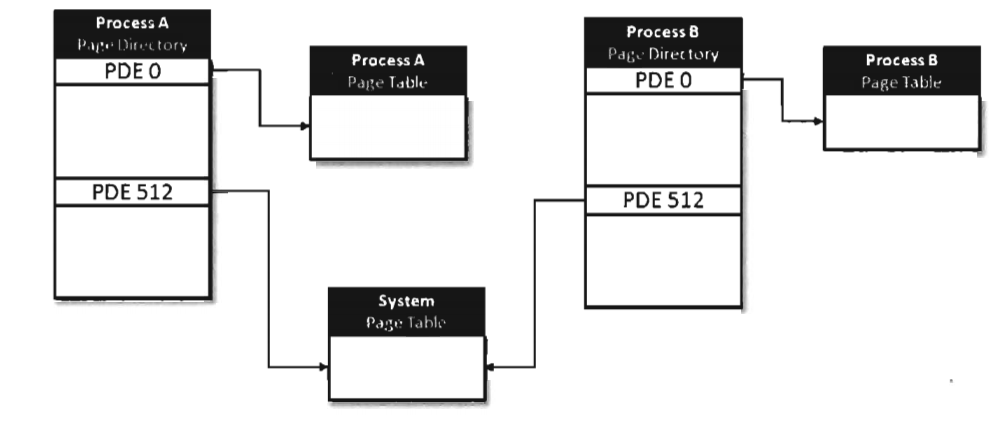 Process A
Page Directory
PDE 0
PDE 512
Process A
Page Table
System
Page Table
Process B
Page Directory
PDE 0
PDE 512
Process B
Page Table